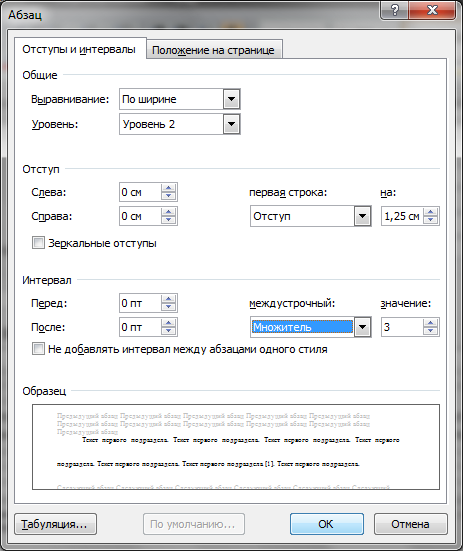 Абзац
Отступы и интервалы Положение на странице
Общие
Выравнивание: По ширине
Уровень: Уровень 2
Отступ
Слева: 0 см первая строка: на:
Справа: 0 см Отступ 1,25 см
Зеркальные отступы
Интервал
Перед: 0 пт междустрочный: значение:
После: 0 пт Множитель 3
Не добавлять интервал между абзацами одного стиля
Образец
Предыдущий абзац Предыдущий абзац Предыдущий абзац Предыдущий абзац Предыдущий абзац
Предыдущий абзац Предыдущий абзац Предыдущий абзац Предыдущий абзац Предыдущий абзац
Предыдущий абзац
Текст первого подраздела. Текст первого подраздела. Текст первого подраздела. Текст первого
подраздела. Текст первого подраздела. Текст первого подраздела [1]. Текст первого подраздела.
Следующий абзац Следующий абзац Следующий абзац Следующий абзац Следующий
Табуляция... По умолчанию... ОК Отмена